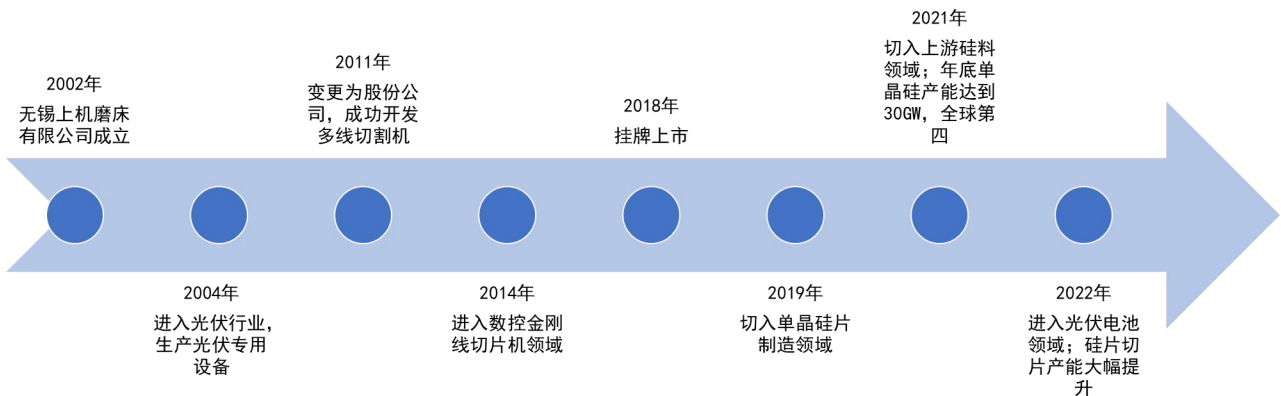 2002年
无锡上机磨床
有限公司成立
2004年
进入光伏行业，
生产光伏专用
设备
2011年
变更为股份公
司，成功开发
多线切割机
2014年
进入数控金刚
线切片机领域
2018年
挂牌上市
2019年
切入单晶硅片
制造领域
2021年
切入上游硅料
领域；年底单
晶硅产能达到
30GW，全球第
四
2022年
进入光伏电池
领域；硅片切
片产能大幅提
升